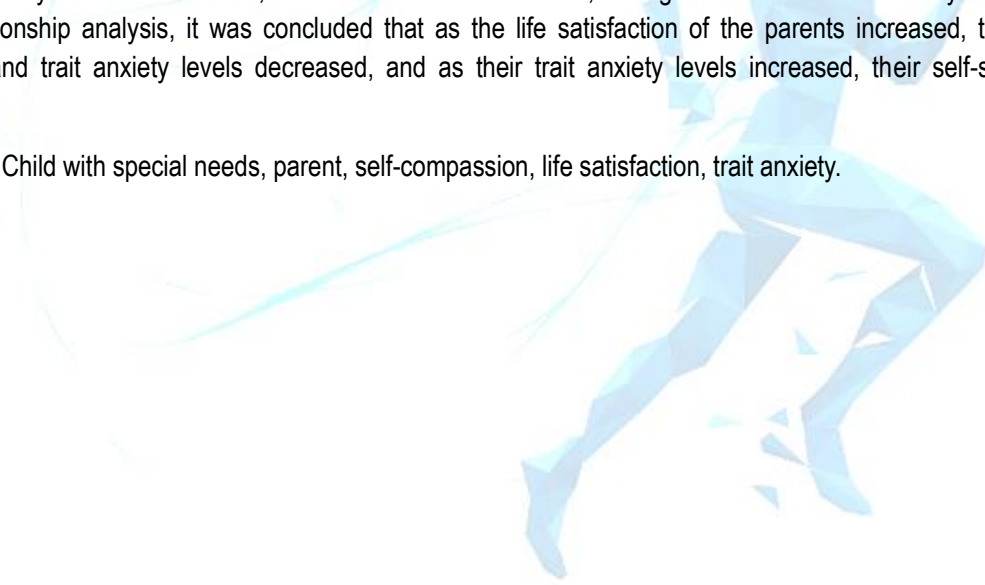 onship analysis, it was concluded that as the life satisfaction of the parents increased, t
nd trait anxiety levels decreased, and as their trait anxiety levels increased, their self-s
Child with special needs, parent, self-compassion, life satisfaction, trait anxiety.